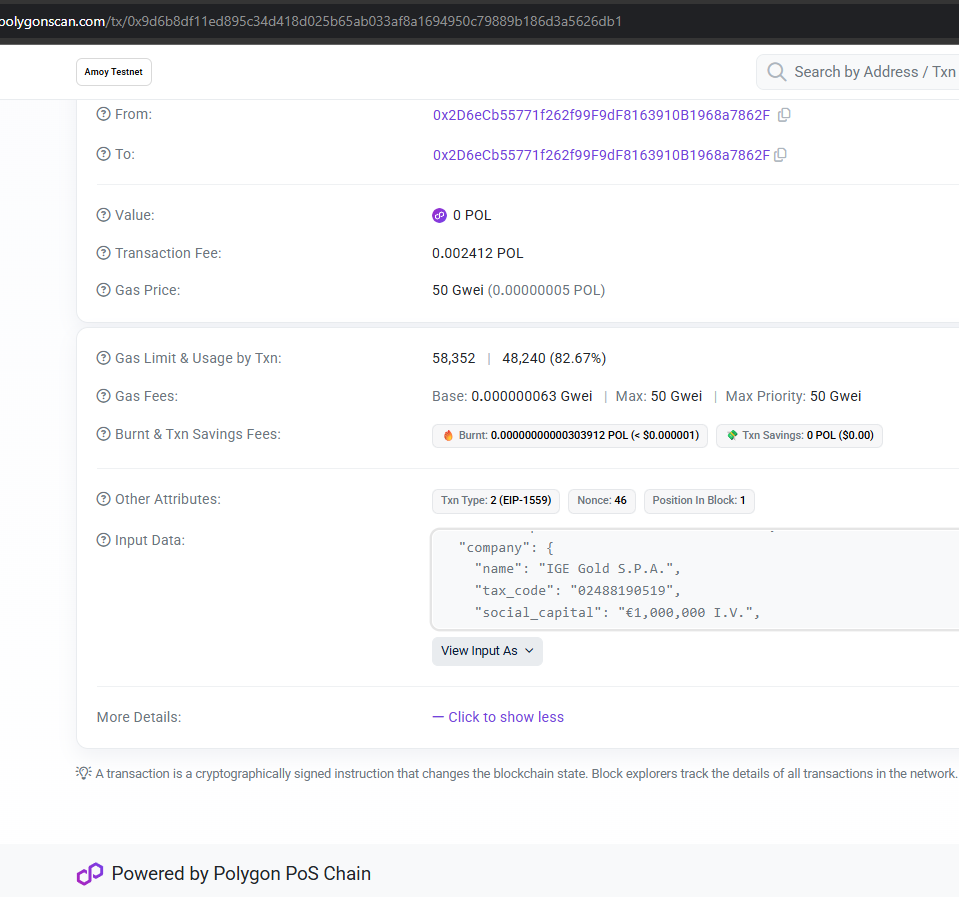 polygonscan.com/tx/0x9d6b8df11ed895c34d418d025b65ab033af8a1694950c79889b186d3a5626db1
Amoy Testnet
Search by Address / Txn
From:
0x2D6eCb55771f262f99F9dF8163910B1968a7862F
To:
0x2D6eCb55771f262f99F9dF8163910B1968a7862F
Value:
0 POL
Transaction Fee:
0.002412 POL
Gas Price:
50 Gwei (0.00000005 POL)
Gas Limit & Usage by Txn:
58,352 | 48,240 (82.67%)
Gas Fees:
Base: 0.000000063 Gwei | Max: 50 Gwei | Max Priority: 50 Gwei
Burnt & Txn Savings Fees:
Burnt: 0.00000000000303912 POL (< $0.000001) Txn Savings: 0 POL ($0.00)
Other Attributes:
Txn Type: 2 (EIP-1559) Nonce: 46 Position In Block: 1
Input Data:
"company": {
"name": "IGE Gold S.P.A.",
"tax_code": "02488190519",
"social_capital": "€1,000,000 I.V.",
View Input As
More Details:
— Click to show less
A transaction is a cryptographically signed instruction that changes the blockchain state. Block explorers track the details of all transactions in the network.
Powered by Polygon PoS Chain